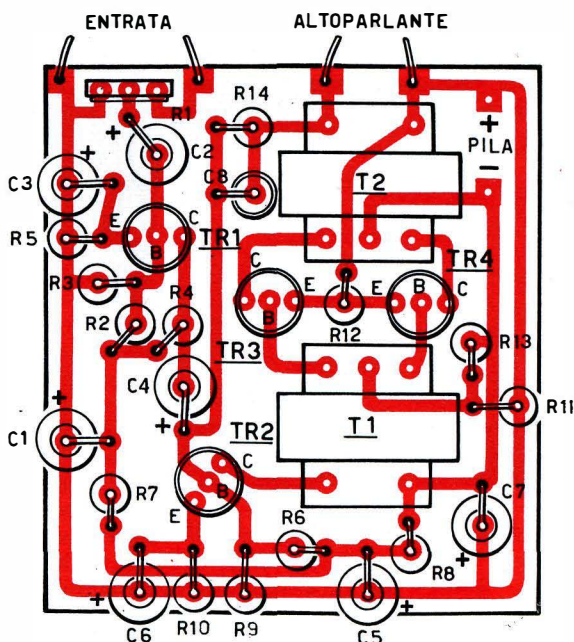 ENTRATA ALTOPARLANTE
R1
R14
+
C2
+
PILA
-
+
C3
C8
T2
R5
E
B
C
TR1
R3
TR4
C
E
E
B
C
B
R2
R4
R12
R13
TR3
C4
+
+
C1
TR2
T1
R11
C
B
R7
E
C7
R6
R8
+
+
C6
R10
R9
C5
+